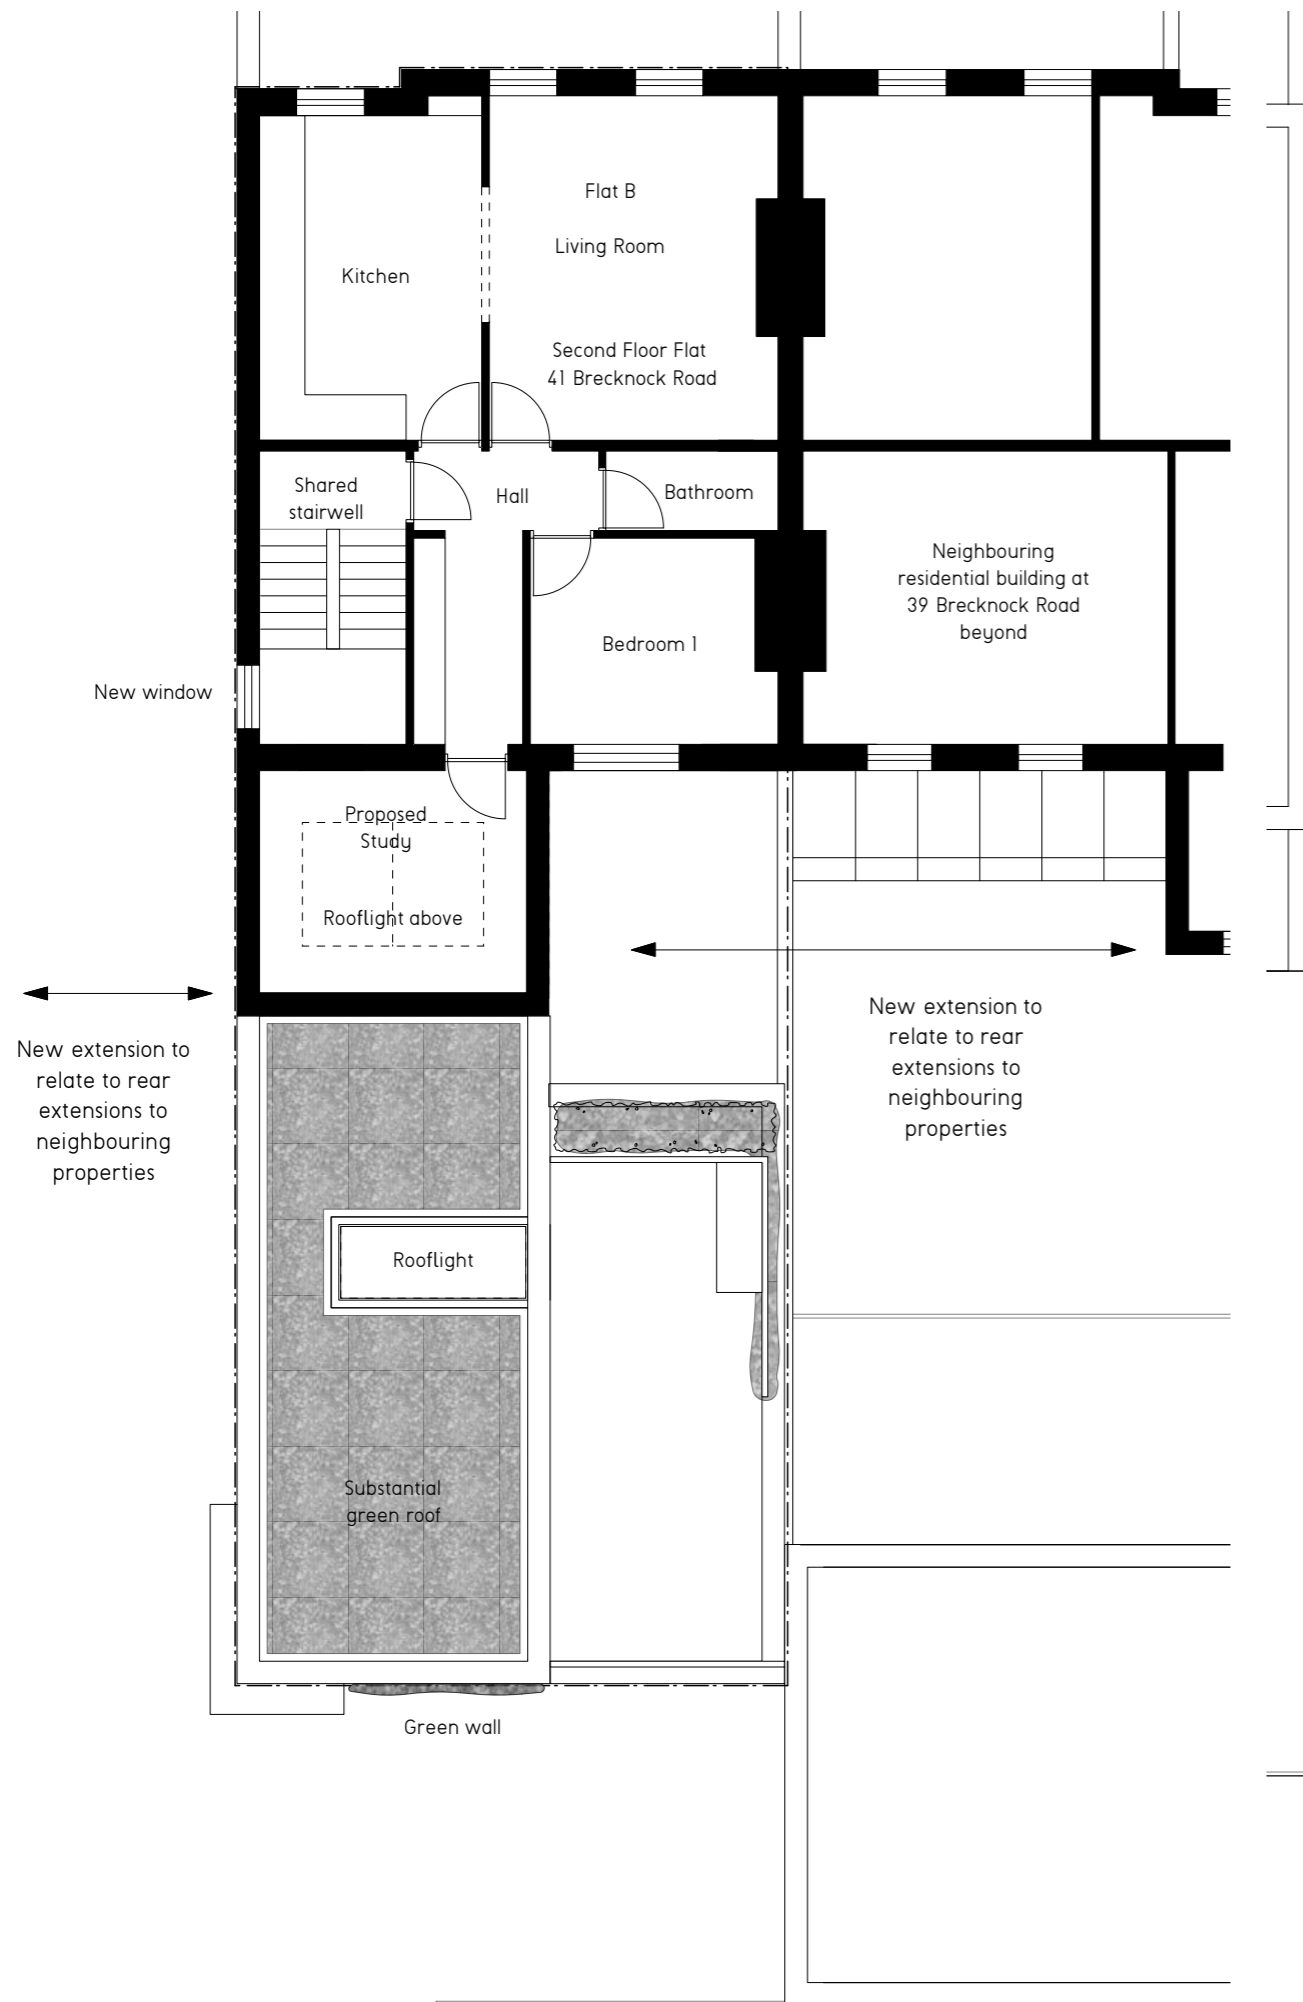 Flat B
Living Room
Kitchen
Second Floor Flat
41 Brecknock Road
Shared
stairwell
Hall
Bathroom
Neighbouring
residential building at
39 Brecknock Road
beyond
Bedroom 1
New window
Proposed
Study
Rooflight above
New extension to
relate to rear
extensions to
neighbouring
properties
New extension to
relate to rear
extensions to
neighbouring
properties
Rooflight
Substantial
green roof
Green wall